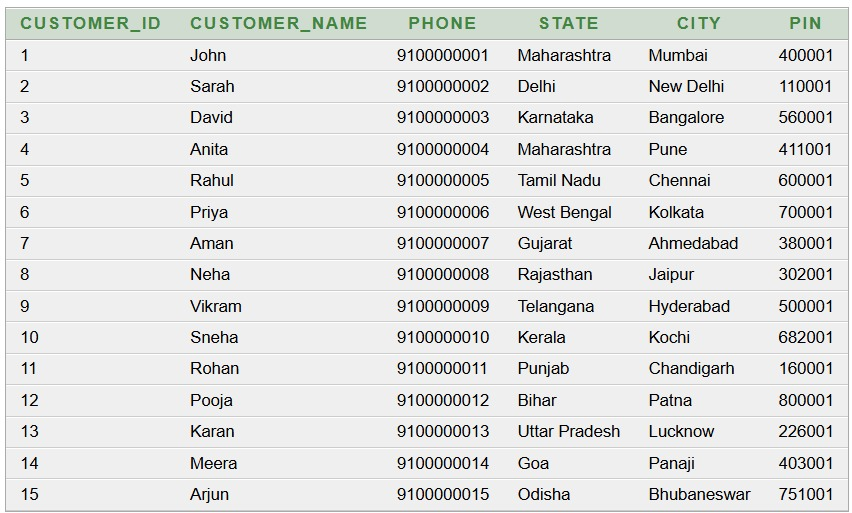 CUSTOMER_ID CUSTOMER_NAME PHONE STATE CITY PIN
1 John 9100000001 Maharashtra Mumbai 400001
2 Sarah 9100000002 Delhi New Delhi 110001
3 David 9100000003 Karnataka Bangalore 560001
4 Anita 9100000004 Maharashtra Pune 411001
5 Rahul 9100000005 Tamil Nadu Chennai 600001
6 Priya 9100000006 West Bengal Kolkata 700001
7 Aman 9100000007 Gujarat Ahmedabad 380001
8 Neha 9100000008 Rajasthan Jaipur 302001
9 Vikram 9100000009 Telangana Hyderabad 500001
10 Sneha 9100000010 Kerala Kochi 682001
11 Rohan 9100000011 Punjab Chandigarh 160001
12 Pooja 9100000012 Bihar Patna 800001
13 Karan 9100000013 Uttar Pradesh Lucknow 226001
14 Meera 9100000014 Goa Panaji 403001
15 Arjun 9100000015 Odisha Bhubaneswar 751001